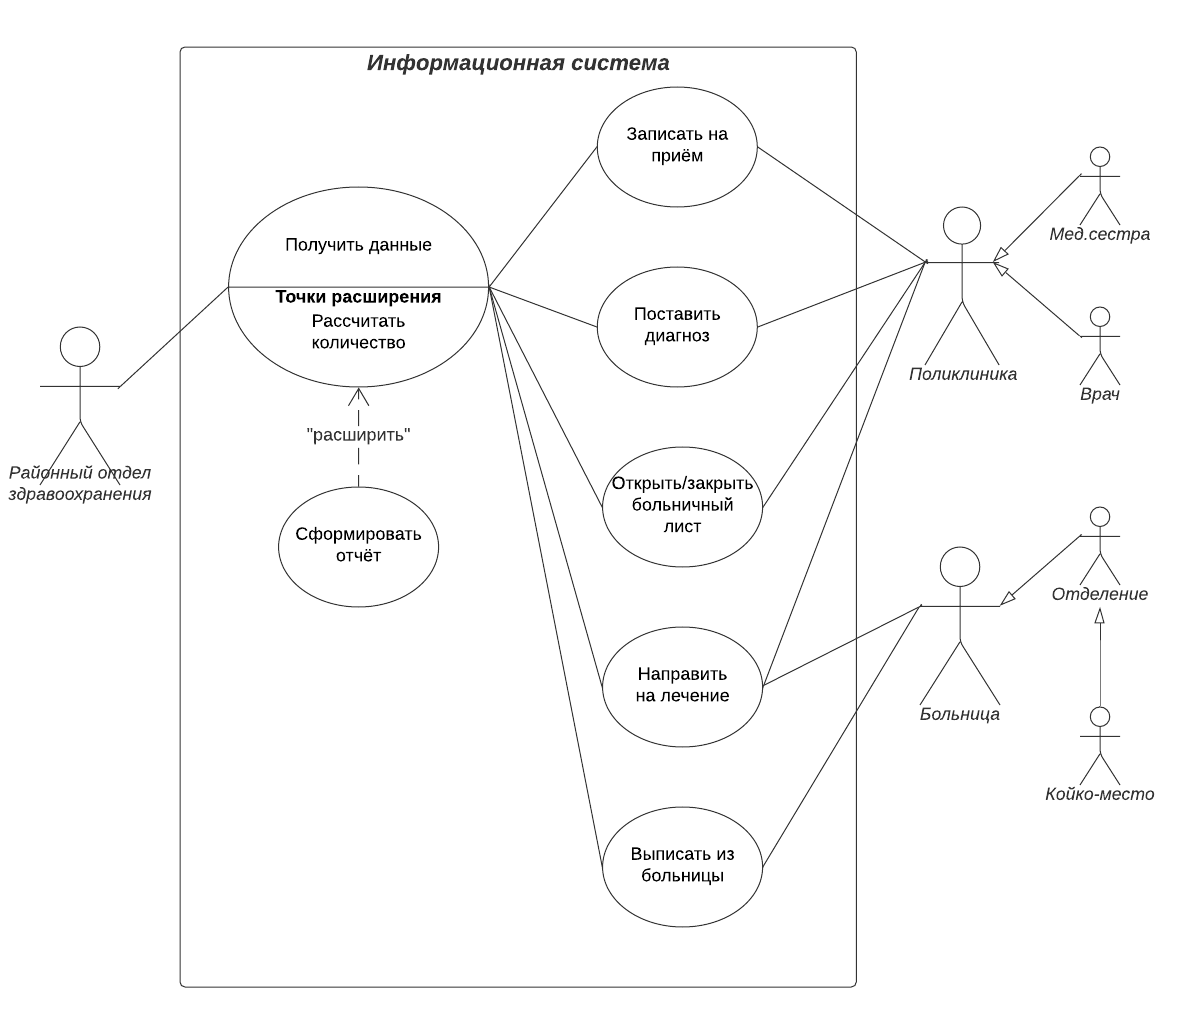 Информационная система
Записать на
приём
Получить данные
Точки расширения
Рассчитать
количество
"расширить"
Сформировать
отчёт
Районный отдел
здравоохранения
Поставить
диагноз
Открыть/закрыть
больничный
лист
Направить
на лечение
Выписать из
больницы
Поликлиника
Мед.сестра
Врач
Больница
Отделение
Койко-место